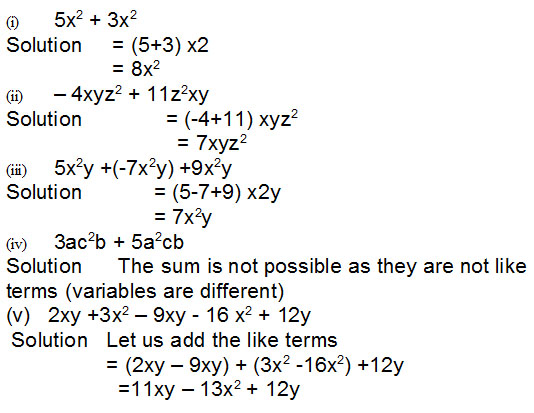 (i) 5x² + 3x²
Solution = (5+3) x2
= 8x²
(ii) – 4xyz² + 11z²xy
Solution = (-4+11) xyz²
= 7xyz²
(iii) 5x²y +(-7x²y) +9x²y
Solution = (5-7+9) x2y
= 7x²y
(iv) 3ac²b + 5a²cb
Solution The sum is not possible as they are not like
terms (variables are different)
(v) 2xy +3x² – 9xy - 16 x² + 12y
Solution Let us add the like terms
= (2xy – 9xy) + (3x² -16x²) +12y
=11xy – 13x² + 12y